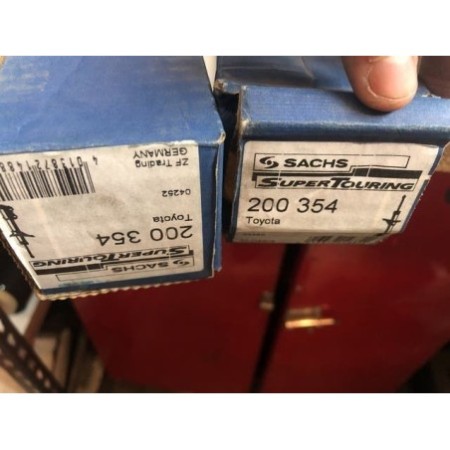 SACHS
SUPERTOURING
200 354
Toyota
04252
ZF Trading
GERMANY
SACHS
SUPERTOURING
200 354
Toyota